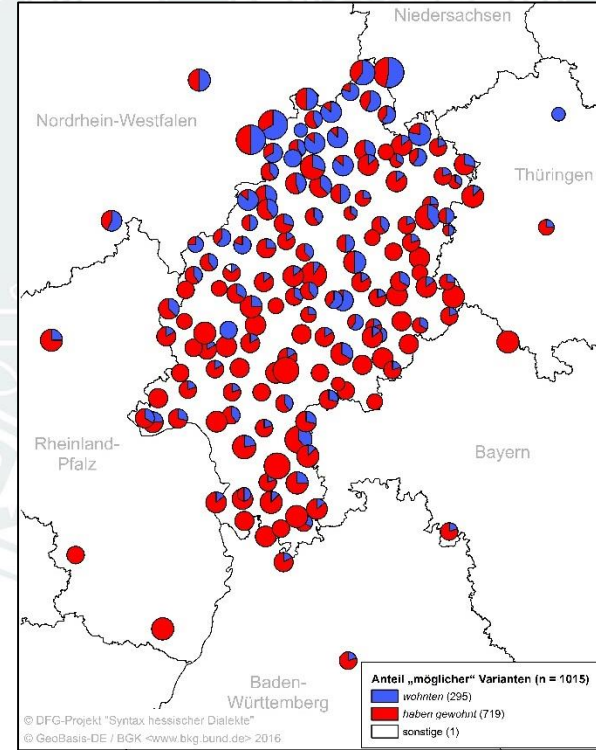 Niedersachsen
Nordrhein-Westfalen
Thüringen
Rheinland-
Pfalz
Bayern
Baden-
Württemberg
Anteil „möglicher“ Varianten (n = 1015)
wohnten (295)
haben gewohnt (719)
sonstige (1)
© DFG-Projekt "Syntax hessischer Dialekte"
© GeoBasis-DE / BGK <www.bkg.bund.de> 2016